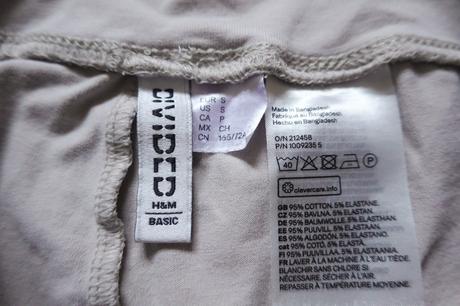 DIVIDED
H&M
BASIC
EUR S
US S
CA P
MX CH
CN 165/72A
Made in Bangladesh
Fabriqué au Bangladesh
Hecho en Bangladesh
O/N 212458
P/N 1009235 5
40
P
clevercare.info
GB 95% COTTON, 5% ELASTANE.
CZ 95% BAVLNA, 5% ELASTAN.
DE 95% BAUMWOLLE, 5% ELASTHAN
EE 95% PUUVILL, 5% ELASTAAN.
ES 95% ALGODÓN, 5% ELASTANO.
cat 95% COTÓ, 5% ELASTÀ.
FI 95% PUUVILLAA, 5% ELASTAANIA.
FR LAVER À LA MACHINE À L'EAU TIÈDE.
BLANCHIR SANS CHLORE SI
NÉCESSAIRE, SÉCHER À L'AIR
REPASSER À TEMPÉRATURE MOYENNE